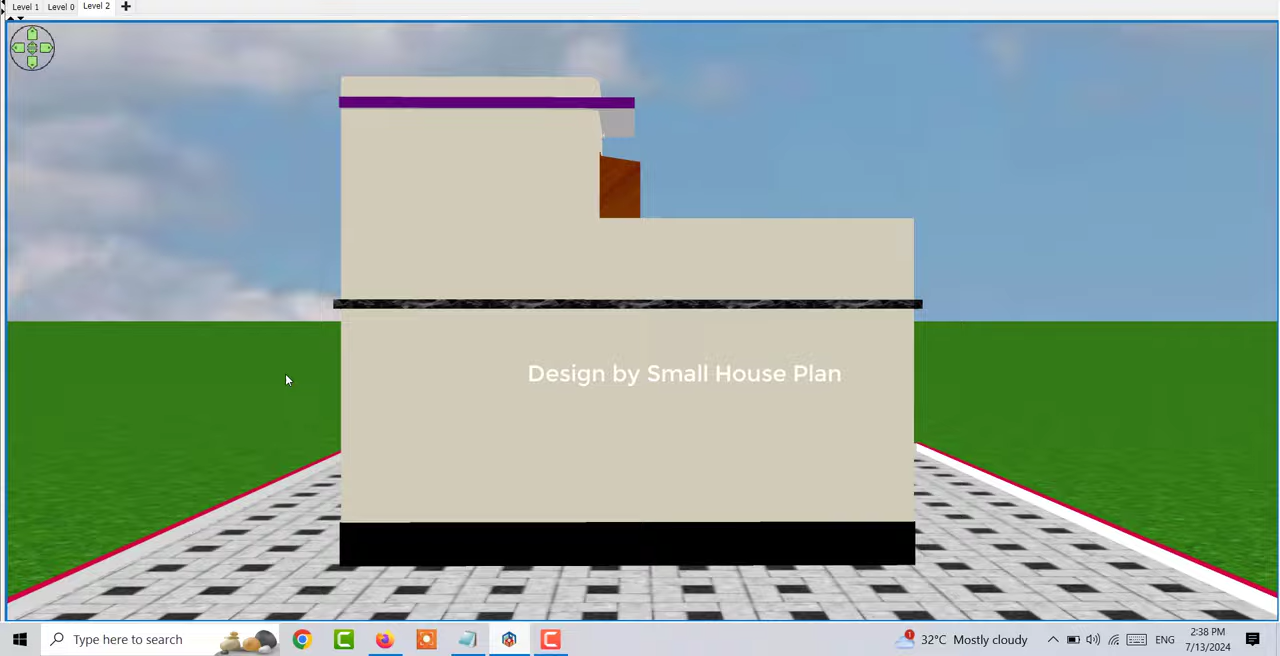 Level 1 Level 0 Level 2
Design by Small House Plan
Type here to search
1
32°C Mostly cloudy
ENG
2:38 PM
7/13/2024